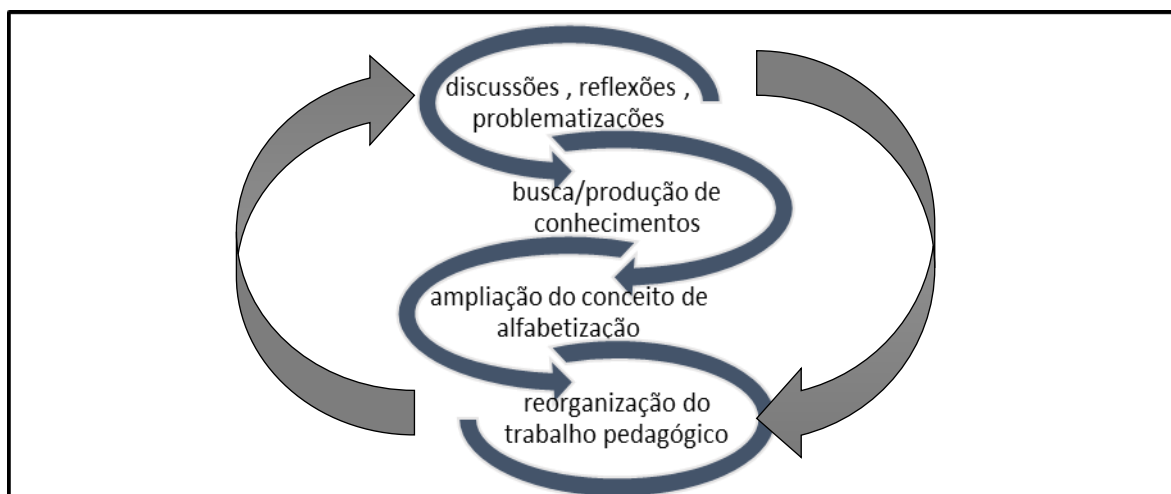 discussões , reflexões ,
problematizações
busca/produção de
conhecimentos
ampliação do conceito de
alfabetização
reorganização do
trabalho pedagógico